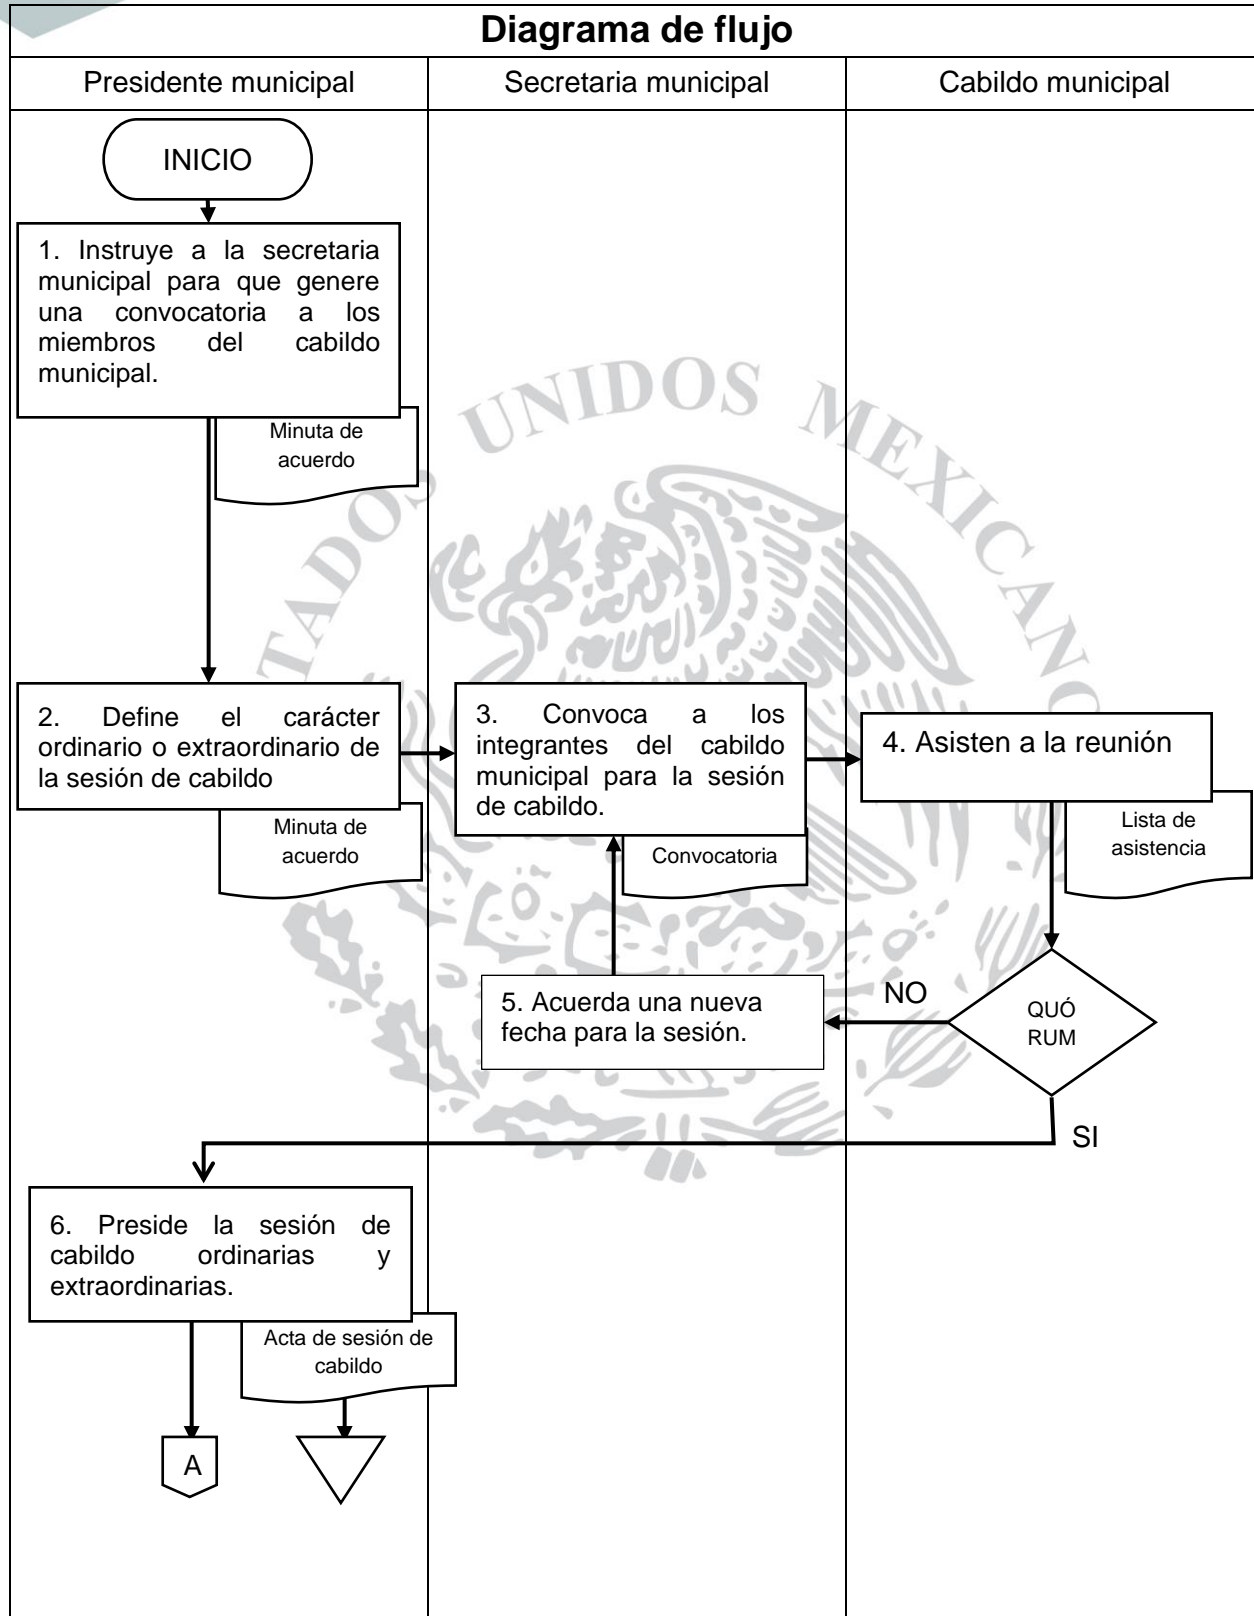 Diagrama de flujo
Presidente municipal
Secretaria municipal
Cabildo municipal
INICIO
1. Instruye a la secretaria
municipal para que genere
una convocatoria a los
miembros del cabildo
municipal.
Minuta de
acuerdo
TADOS UNIDOS MEXICANO
2. Define el carácter
ordinario o extraordinario de
la sesión de cabildo
Minuta de
acuerdo
3. Convoca a los
integrantes del cabildo
municipal para la sesión
de cabildo.
Convocatoria
4. Asisten a la reunión
Lista de
asistencia
QUÓ
RUM
NO
5. Acuerda una nueva
fecha para la sesión.
SI
6. Preside la sesión de
cabildo ordinarias y
extraordinarias.
Acta de sesión de
cabildo
A